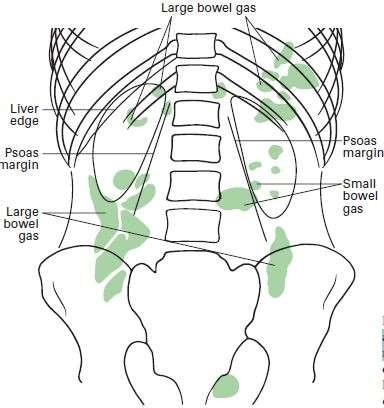 Large bowel gas
Liver
edge
Psoas
margin
Large
bowel
gas
Psoas
margin
Small
bowel
gas